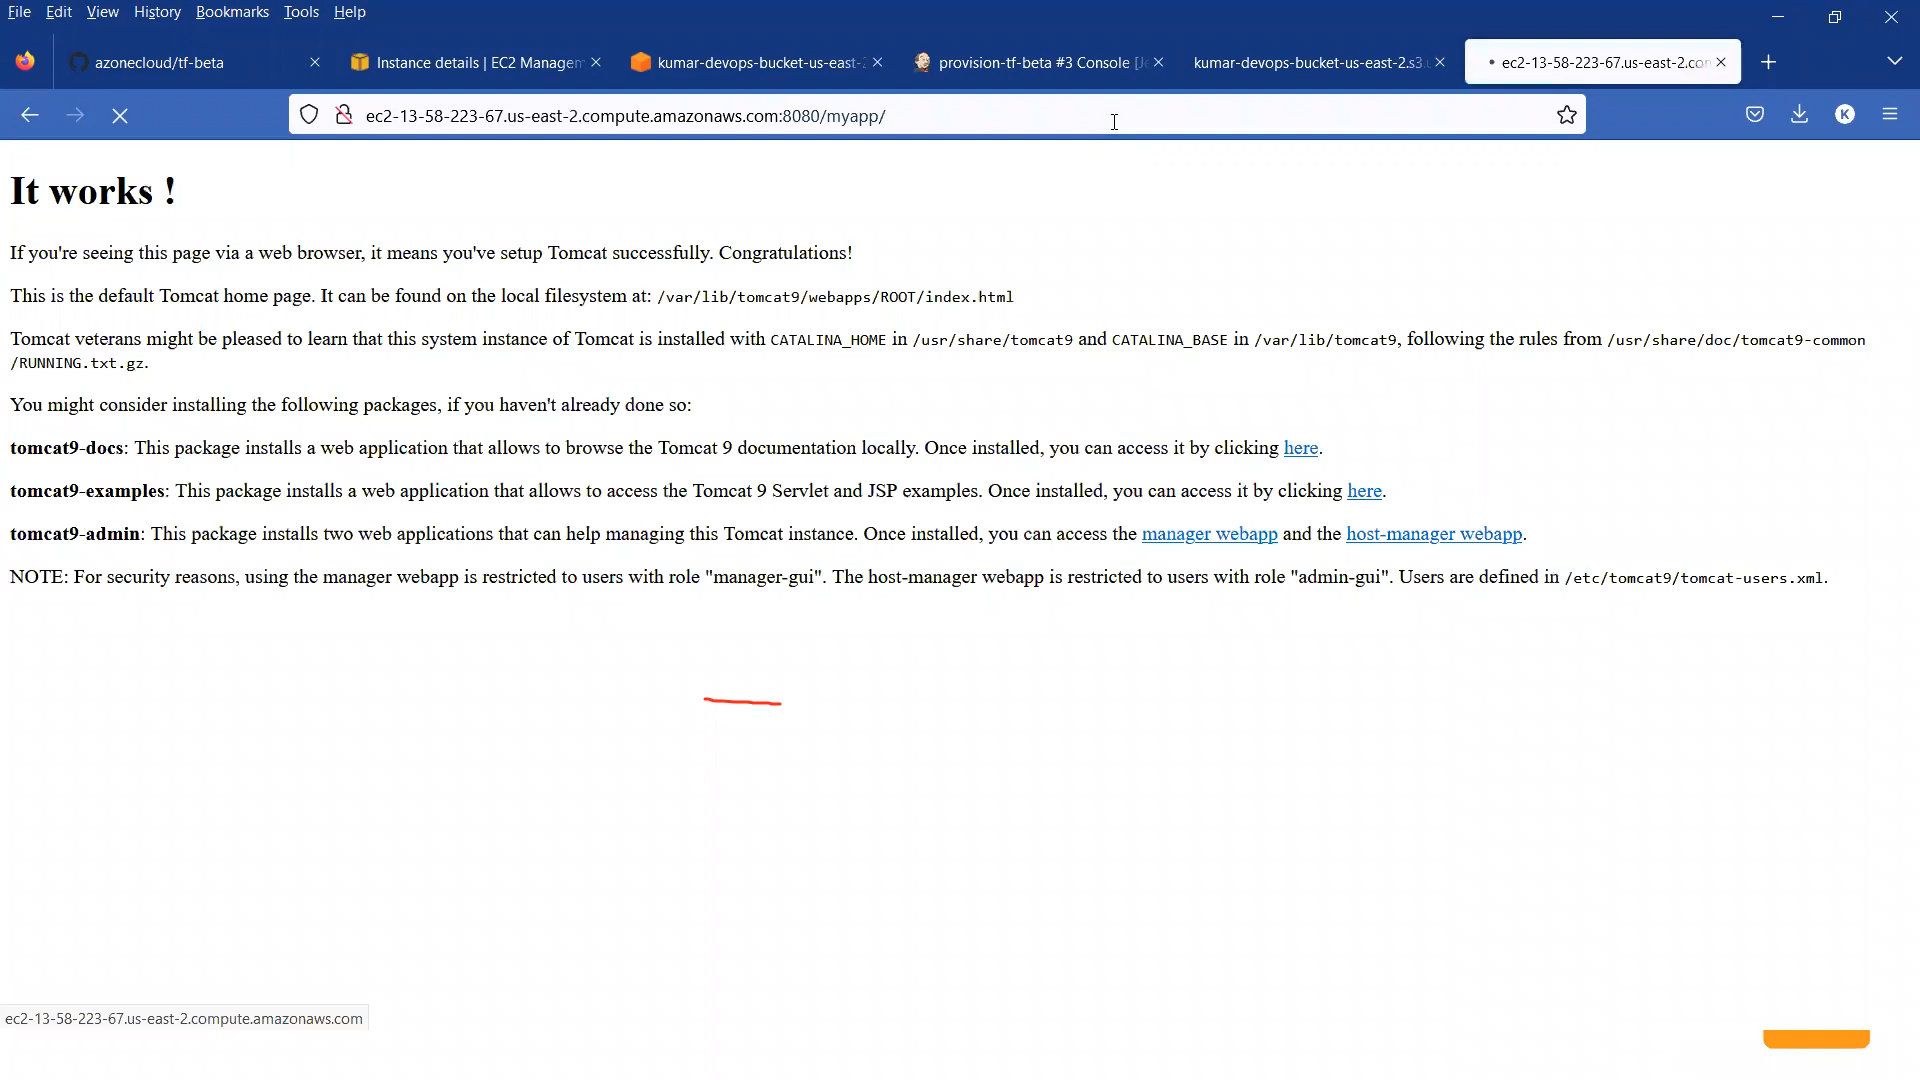 File Edit View History Bookmarks Tools Help
azonecloud/tf-beta
Instance details | EC2 Managem
kumar-devops-bucket-us-east-2
provision-tf-beta #3 Console [Je
kumar-devops-bucket-us-east-2.s3.u
ec2-13-58-223-67.us-east-2.con
ec2-13-58-223-67.us-east-2.compute.amazonaws.com:8080/myapp/
K
It works !
If you're seeing this page via a web browser, it means you've setup Tomcat successfully. Congratulations!
This is the default Tomcat home page. It can be found on the local filesystem at: /var/lib/tomcat9/webapps/ROOT/index.html
Tomcat veterans might be pleased to learn that this system instance of Tomcat is installed with CATALINA_HOME in /usr/share/tomcat9 and CATALINA_BASE in /var/lib/tomcat9, following the rules from /usr/share/doc/tomcat9-common
/RUNNING.txt.gz.
You might consider installing the following packages, if you haven't already done so:
tomcat9-docs: This package installs a web application that allows to browse the Tomcat 9 documentation locally. Once installed, you can access it by clicking here.
tomcat9-examples: This package installs a web application that allows to access the Tomcat 9 Servlet and JSP examples. Once installed, you can access it by clicking here.
tomcat9-admin: This package installs two web applications that can help managing this Tomcat instance. Once installed, you can access the manager webapp and the host-manager webapp.
NOTE: For security reasons, using the manager webapp is restricted to users with role "manager-gui". The host-manager webapp is restricted to users with role "admin-gui". Users are defined in /etc/tomcat9/tomcat-users.xml.
ec2-13-58-223-67.us-east-2.compute.amazonaws.com